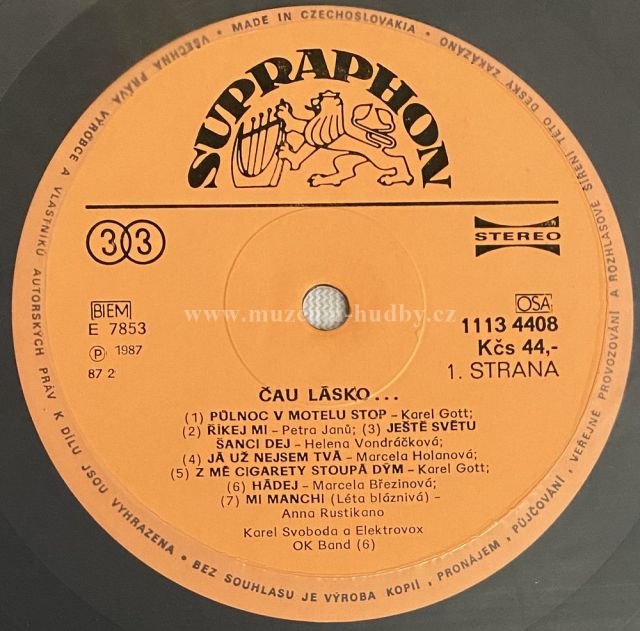 MADE IN CZECHOSLOVAKIA • VŠECHNA PRÁVA VÝROBCE A VLASTNÍKŮ AUTORSKÝCH PRÁV K DÍLU JSOU VYHRAZENA • BEZ SOUHLASU JE VÝROBA KOPIÍ, PRONÁJEM, PŮJČOVÁNÍ, VEŘEJNÉ PROVOZOVÁNÍ A ROZHLASOVÉ ŠÍŘENÍ TÉTO DESKY ZAKÁZÁNO
SUPRAPHON
33
STEREO
www.muzeum-hudby.cz
BIEM
E 7853
OSA
1113 4408
Ⓟ 1987
Kčs 44,-
87 2
1. STRANA
ČAU LÁSKO...
(1) PŮLNOC V MOTELU STOP – Karel Gott;
(2) ŘÍKEJ MI – Petra Janů; (3) JEŠTĚ SVĚTU
ŠANCI DEJ – Helena Vondráčková;
(4) JÁ UŽ NEJSEM TVÁ – Marcela Holanová;
(5) Z MÉ CIGARETY STOUPÁ DÝM – Karel Gott;
(6) HÁDEJ – Marcela Březinová;
(7) MI MANCHI (Léta bláznivá) –
Anna Rustikano
Karel Svoboda a Elektrovox
OK Band (6)